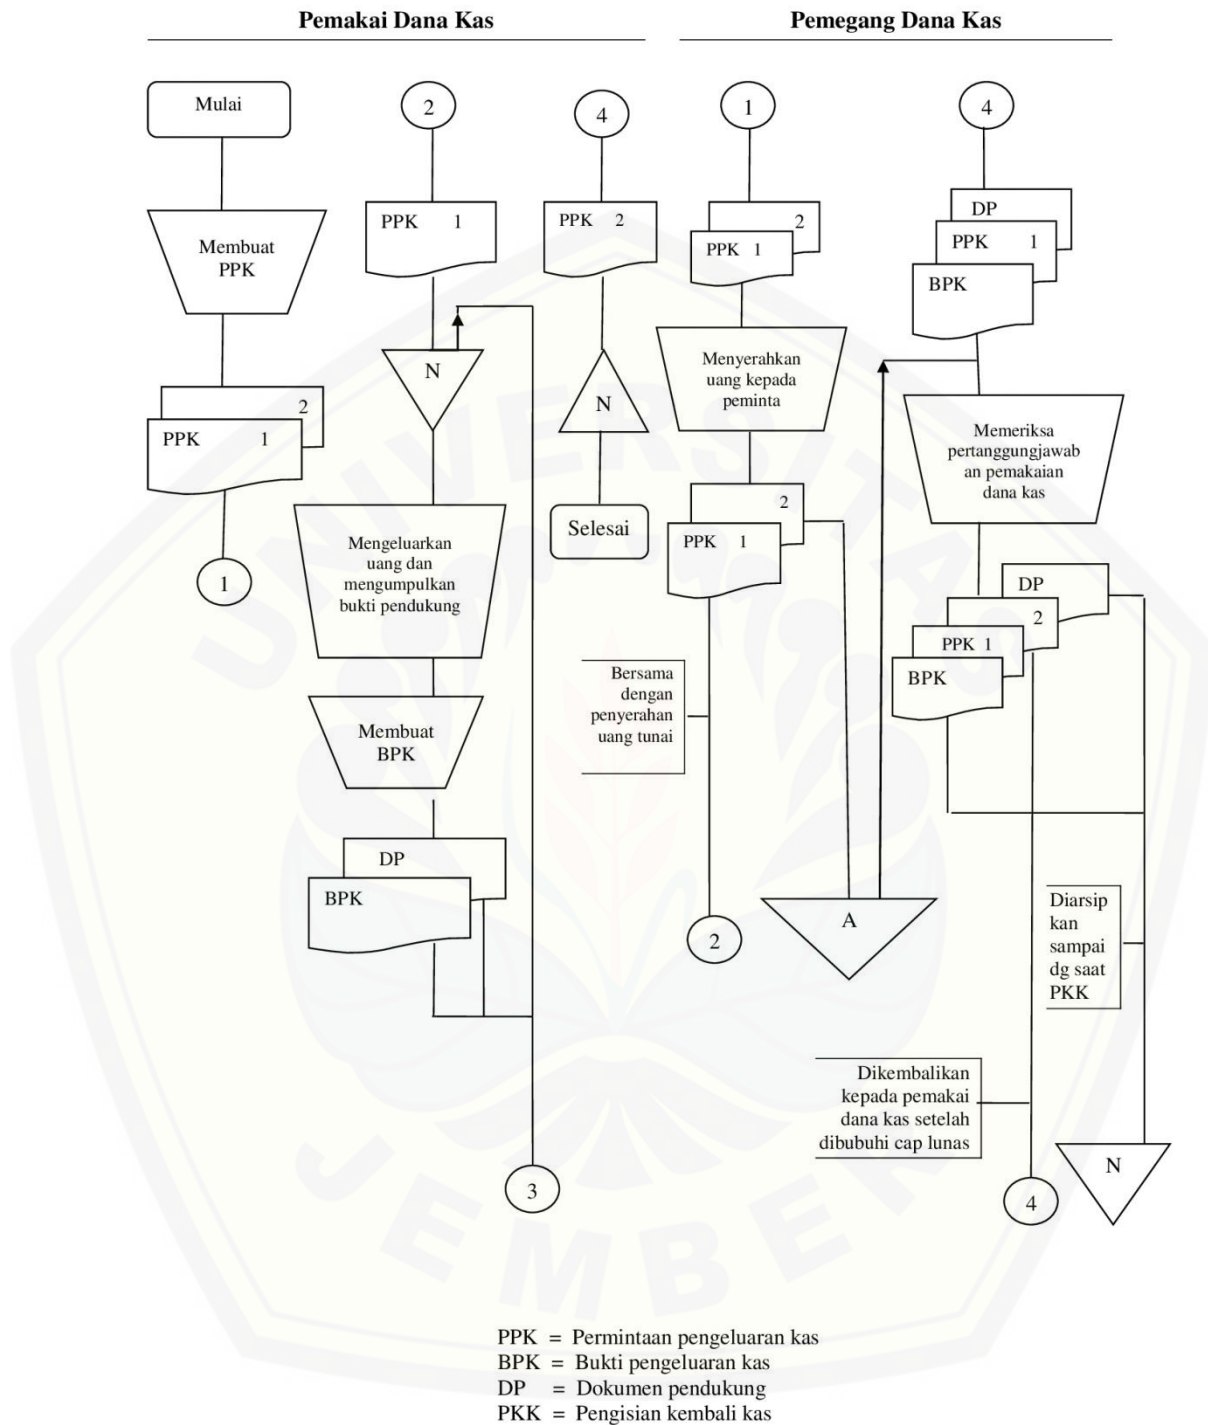 Pemakai Dana Kas
Pemegang Dana Kas
Mulai
Membuat
PPK
2
PPK 1
1
2
PPK 1
N
Mengeluarkan
uang dan
mengumpulkan
bukti pendukung
Membuat
BPK
DP
BPK
3
4
PPK 2
N
Selesai
1
2
PPK 1
Menyerahkan
uang kepada
peminta
2
PPK 1
Bersama
dengan
penyerahan
uang tunai
2
A
4
DP
PPK 1
BPK
Memeriksa
pertanggungjawab
an pemakaian
dana kas
DP
2
PPK 1
BPK
Diarsip
kan
sampai
dg saat
PKK
Dikembalikan
kepada pemakai
dana kas setelah
dibubuhi cap lunas
4
N
UNIVERSITAS
JEMBER
PPK = Permintaan pengeluaran kas
BPK = Bukti pengeluaran kas
DP = Dokumen pendukung
PKK = Pengisian kembali kas